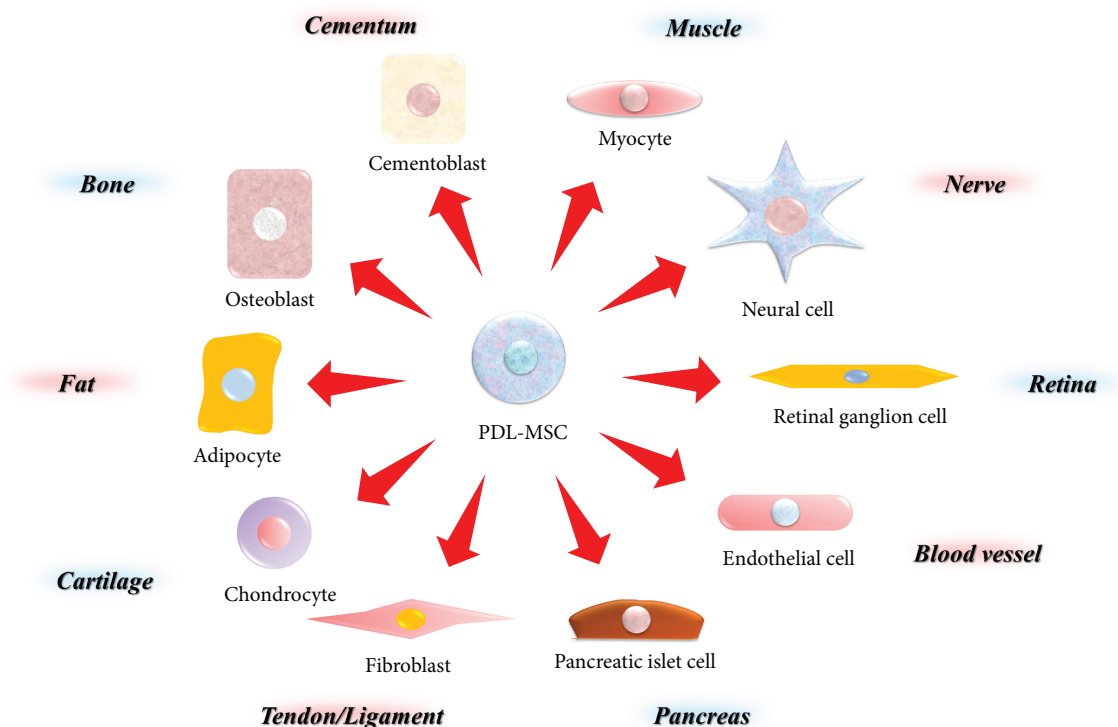 Cementum
Muscle
Cementoblast
Myocyte
Bone
Nerve
Osteoblast
Neural cell
Fat
Retina
Adipocyte
PDL-MSC
Retinal ganglion cell
Cartilage
Chondrocyte
Endothelial cell
Blood vessel
Fibroblast
Pancreatic islet cell
Tendon/Ligament
Pancreas